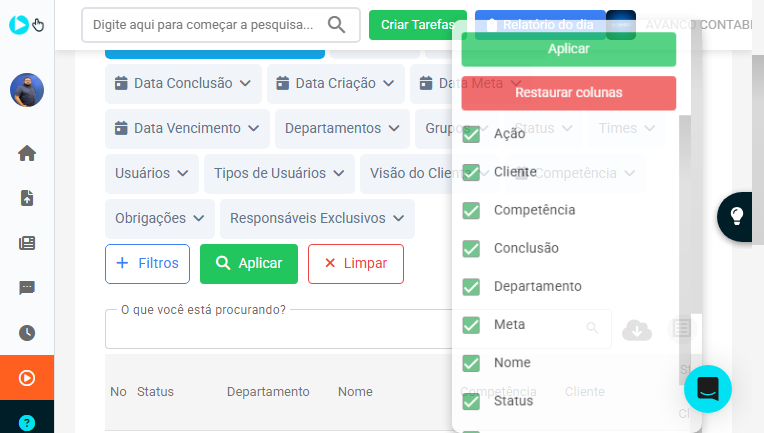 Digite aqui para começar a pesquisa...
Criar Tarefas
Relatório do dia
AVANCO CONTABI
Aplicar
Data Conclusão
Data Criação
Data Meta
Restaurar colunas
Data Vencimento
Departamentos
Grupos
Status
Times
Ação
Usuários
Tipos de Usuários
Visão do Cliente
Competência
Cliente
Obrigações
Responsáveis Exclusivos
Competência
+ Filtros
Aplicar
Limpar
Conclusão
Departamento
O que você está procurando?
Meta
Nome
No
Status
Departamento
Nome
Competência
Cliente
St
Status
Cl